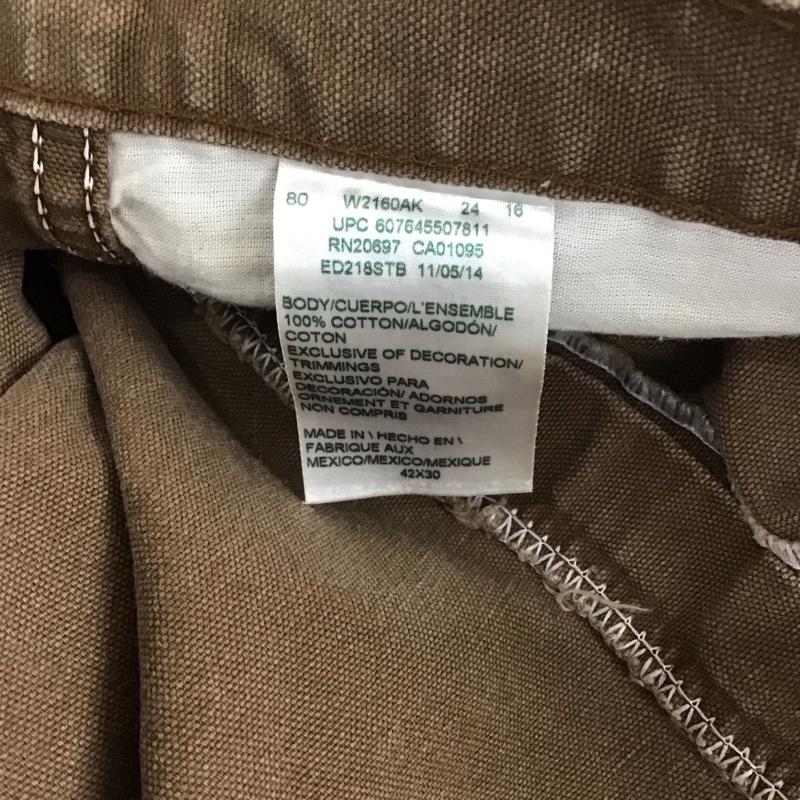 80 W2160AK 24 16
UPC 607645507811
RN20697 CA01095
ED218STB 11/05/14
BODY/CUERPO/L'ENSEMBLE
100% COTTON/ALGODÓN/
COTON
EXCLUSIVE OF DECORATION/
TRIMMINGS
EXCLUSIVO PARA
DECORACIÓN/ ADORNOS
ORNEMENT ET GARNITURE
NON COMPRIS
MADE IN \ HECHO EN \
FABRIQUE AUX
MEXICO/MEXICO/MEXIQUE
42X30